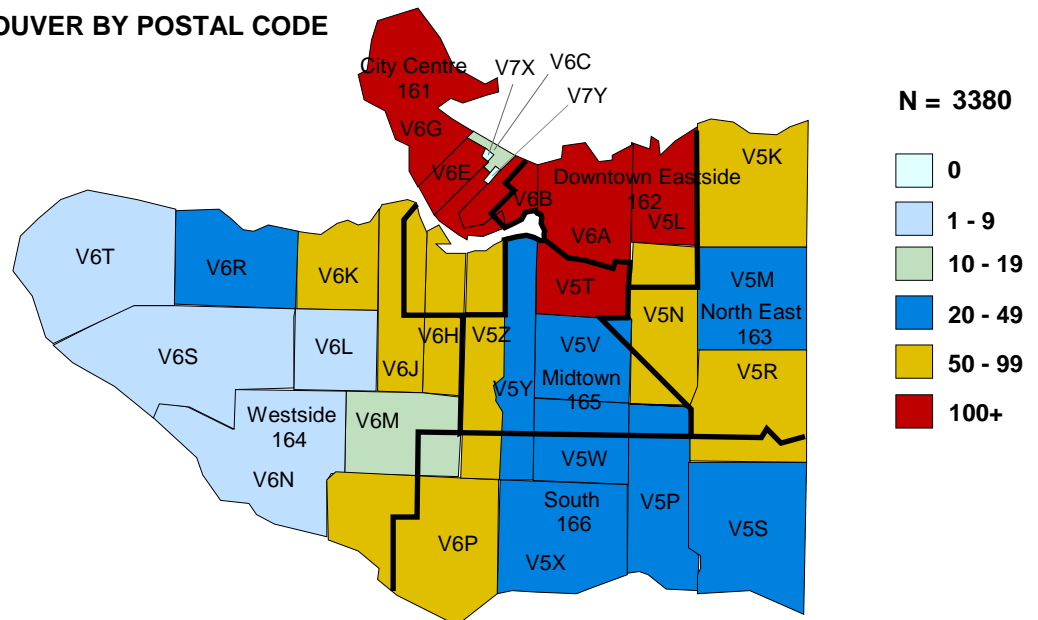 OUVER BY POSTAL CODE
City Centre
161
V7X
V6C
V7Y
V6G
V6E
V6B
Downtown Eastside
162
V5L
V6A
V5K
V6T
V6R
V6K
V5T
V5M
North East
163
V5N
V6S
V6L
V6J
V6H
V5Z
V5Y
V5V
Midtown
165
V5R
Westside
164
V6M
V6N
V5W
South
166
V5P
V5S
V6P
V5X
N = 3380
0
1 - 9
10 - 19
20 - 49
50 - 99
100+